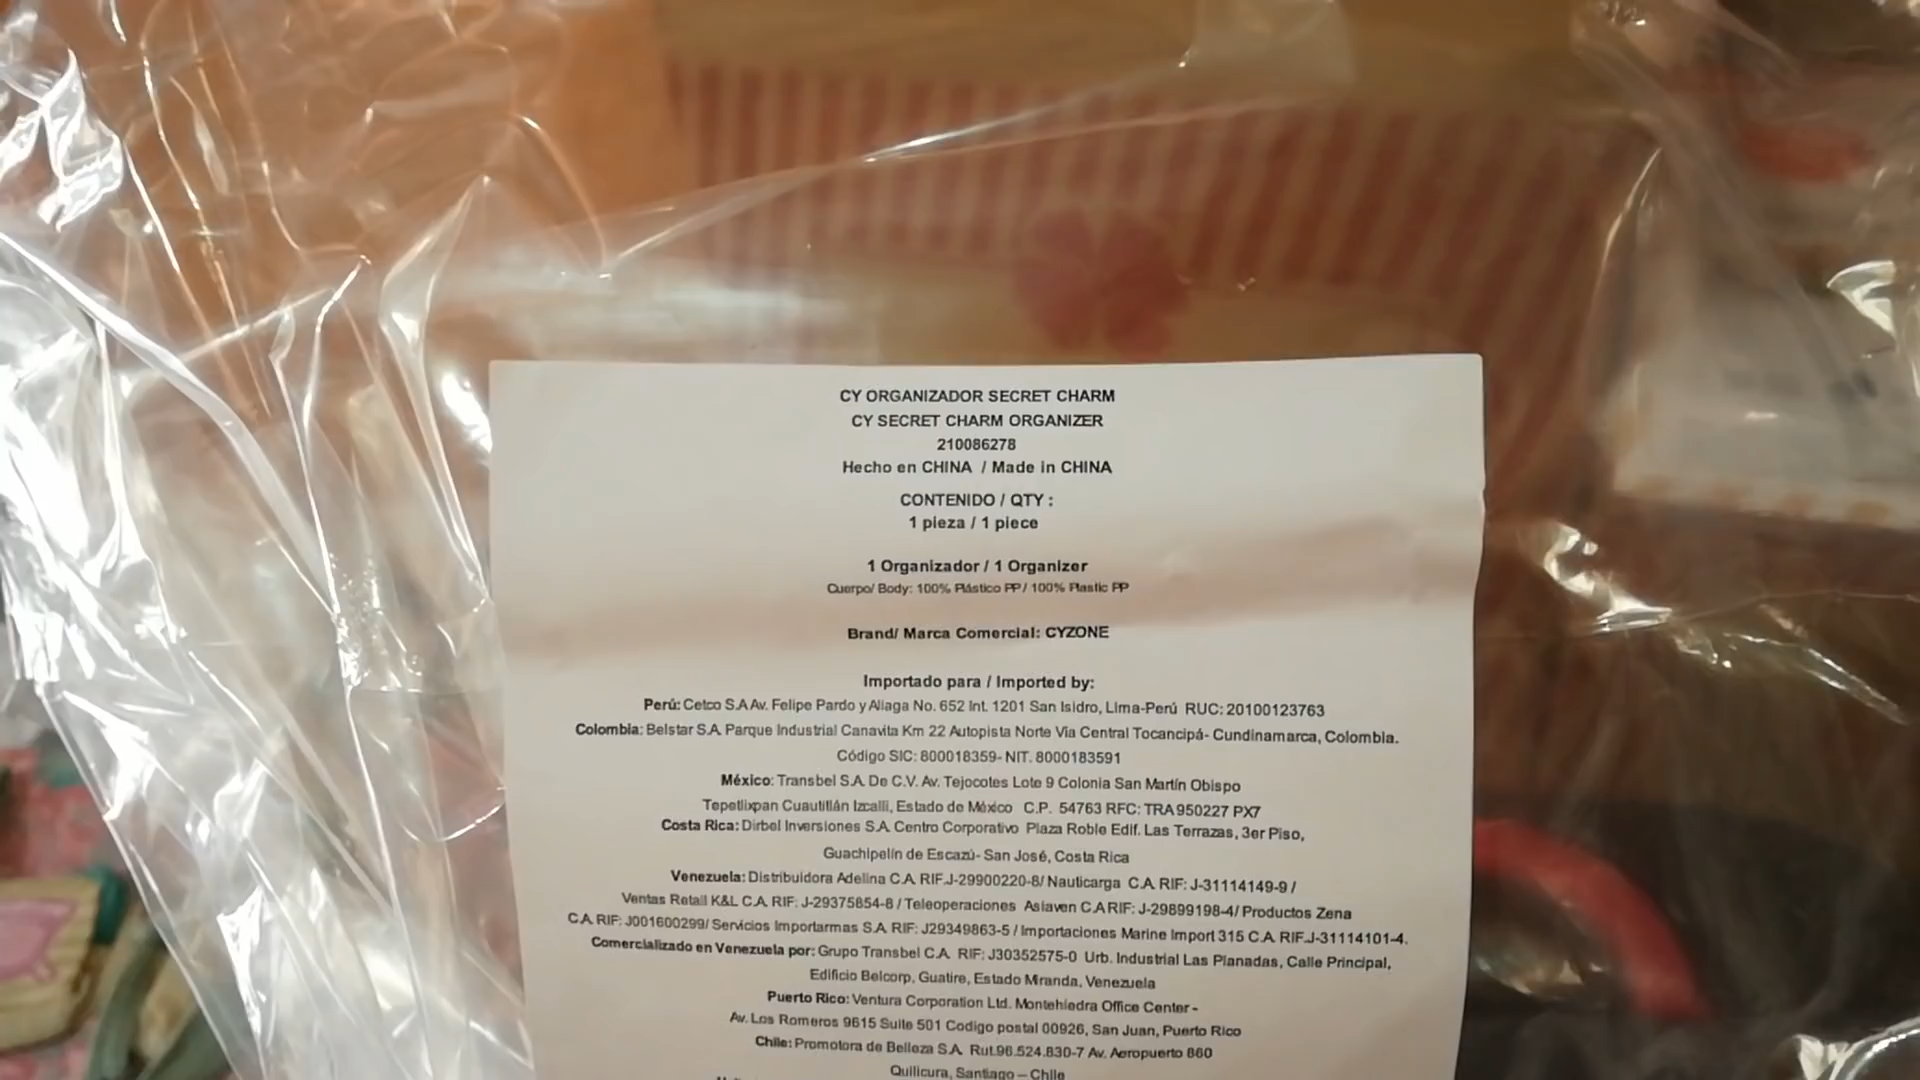 CY ORGANIZADOR SECRET CHARM
CY SECRET CHARM ORGANIZER
210086278
Hecho en CHINA / Made in CHINA
CONTENIDO / QTY :
1 pieza / 1 piece
1 Organizador / 1 Organizer
Cuerpo/ Body: 100% Plástico PP/ 100% Plastic PP
Brand/ Marca Comercial: CYZONE
Importado para / Imported by:
Perú: Cetco S.A Av. Felipe Pardo y Aliaga No. 652 Int. 1201 San Isidro, Lima-Perú RUC: 20100123763
Colombia: Belstar S.A. Parque Industrial Canavita Km 22 Autopista Norte Via Central Tocancipá- Cundinamarca, Colombia.
Código SIC: 800018359- NIT. 8000183591
México: Transbel S.A. De C.V. Av. Tejocotes Lote 9 Colonia San Martín Obispo
Tepetlixpan Cuautitlán Izcalli, Estado de México C.P. 54763 RFC: TRA 950227 PX7
Costa Rica: Dirbel Inversiones S.A. Centro Corporativo Plaza Roble Edif. Las Terrazas, 3er Piso,
Guachipelín de Escazú- San José, Costa Rica
Venezuela: Distribuidora Adelina C.A. RIF.J-29900220-8/ Nauticarga C.A. RIF: J-31114149-9 /
Ventas Retail K&L C.A. RIF: J-29375854-8 / Teleoperaciones Asiaven C.A RIF: J-29899198-4/ Productos Zena
C.A. RIF: J001600299/ Servicios Importarmas S.A. RIF: J29349863-5 / Importaciones Marine Import 315 C.A. RIF.J-31114101-4.
Comercializado en Venezuela por: Grupo Transbel C.A. RIF: J30352575-0 Urb. Industrial Las Planadas, Calle Principal,
Edificio Belcorp, Guatire, Estado Miranda, Venezuela
Puerto Rico: Ventura Corporation Ltd. Montehiedra Office Center -
Av. Los Romeros 9615 Suite 501 Codigo postal 00926, San Juan, Puerto Rico
Chile: Promotora de Belleza S.A. Rut.96.524.830-7 Av. Aeropuerto 860
Quilicura, Santiago – Chile